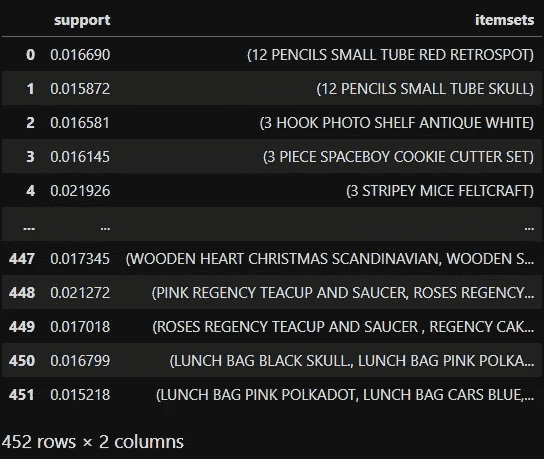 support itemsets
0 0.016690 (12 PENCILS SMALL TUBE RED RETROSPOT)
1 0.015872 (12 PENCILS SMALL TUBE SKULL)
2 0.016581 (3 HOOK PHOTO SHELF ANTIQUE WHITE)
3 0.016145 (3 PIECE SPACEBOY COOKIE CUTTER SET)
4 0.021926 (3 STRIPEY MICE FELTCRAFT)
... ... ...
447 0.017345 (WOODEN HEART CHRISTMAS SCANDINAVIAN, WOODEN S...
448 0.021272 (PINK REGENCY TEACUP AND SAUCER, ROSES REGENCY...
449 0.017018 (ROSES REGENCY TEACUP AND SAUCER , REGENCY CAK...
450 0.016799 (LUNCH BAG BLACK SKULL., LUNCH BAG PINK POLKA...
451 0.015218 (LUNCH BAG PINK POLKADOT, LUNCH BAG CARS BLUE,...
452 rows × 2 columns